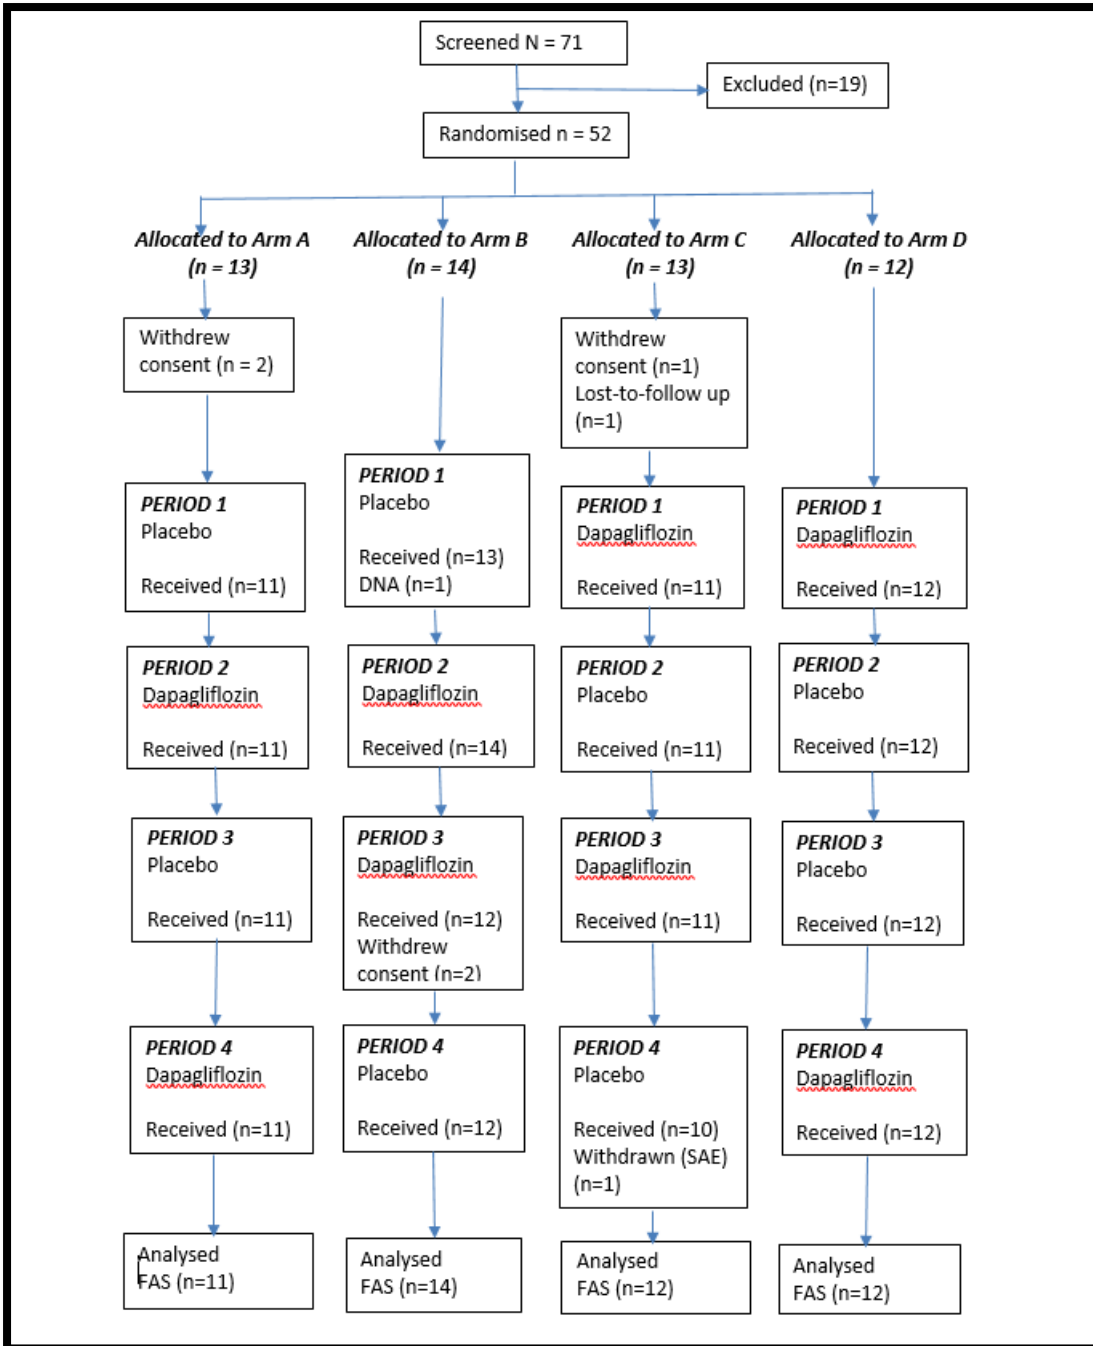 Screened N = 71
Excluded (n=19)
Randomised n = 52
Allocated to Arm A
(n = 13)
Allocated to Arm B
(n = 14)
Allocated to Arm C
(n = 13)
Allocated to Arm D
(n = 12)
Withdrew
consent (n = 2)
Withdrew
consent (n=1)
Lost-to-follow up
(n=1)
PERIOD 1
Placebo
Received (n=11)
PERIOD 1
Placebo
Received (n=13)
DNA (n=1)
PERIOD 1
Dapagliflozin
Received (n=11)
PERIOD 1
Dapagliflozin
Received (n=12)
PERIOD 2
Dapagliflozin
Received (n=11)
PERIOD 2
Dapagliflozin
Received (n=14)
PERIOD 2
Placebo
Received (n=11)
PERIOD 2
Placebo
Received (n=12)
PERIOD 3
Placebo
Received (n=11)
PERIOD 3
Dapagliflozin
Received (n=12)
Withdrew
consent (n=2)
PERIOD 3
Dapagliflozin
Received (n=11)
PERIOD 3
Placebo
Received (n=12)
PERIOD 4
Dapagliflozin
Received (n=11)
PERIOD 4
Placebo
Received (n=12)
PERIOD 4
Placebo
Received (n=10)
Withdrawn (SAE)
(n=1)
PERIOD 4
Dapagliflozin
Received (n=12)
Analysed
FAS (n=11)
Analysed
FAS (n=14)
Analysed
FAS (n=12)
Analysed
FAS (n=12)